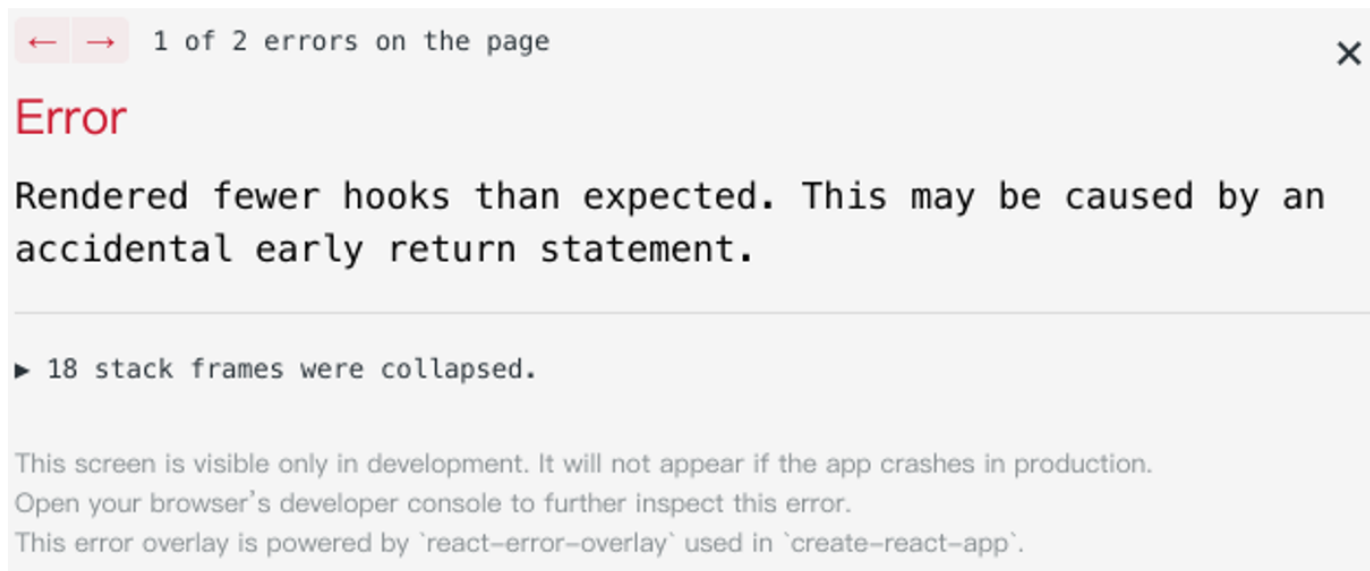 ← → 1 of 2 errors on the page ×
Error
Rendered fewer hooks than expected. This may be caused by an
accidental early return statement.
▶ 18 stack frames were collapsed.
This screen is visible only in development. It will not appear if the app crashes in production.
Open your browser’s developer console to further inspect this error.
This error overlay is powered by `react-error-overlay` used in `create-react-app`.